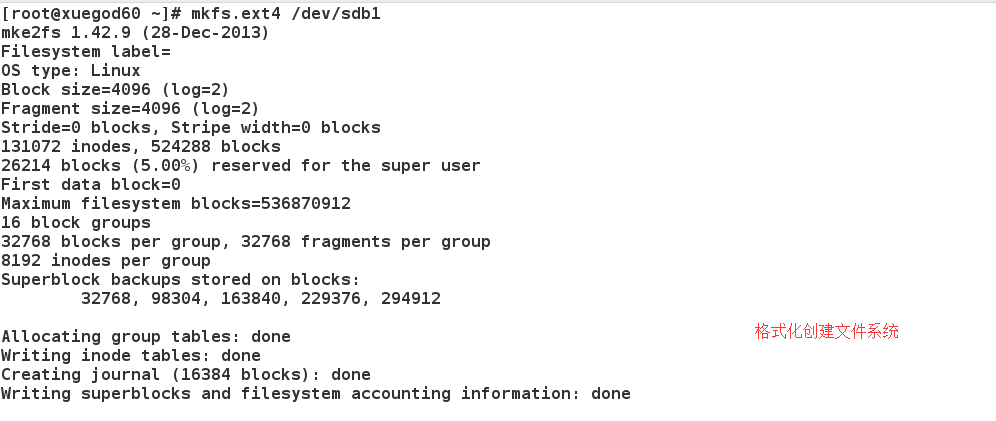 [root@xuegod60 ~]# mkfs.ext4 /dev/sdb1
mke2fs 1.42.9 (28-Dec-2013)
Filesystem label=
OS type: Linux
Block size=4096 (log=2)
Fragment size=4096 (log=2)
Stride=0 blocks, Stripe width=0 blocks
131072 inodes, 524288 blocks
26214 blocks (5.00%) reserved for the super user
First data block=0
Maximum filesystem blocks=536870912
16 block groups
32768 blocks per group, 32768 fragments per group
8192 inodes per group
Superblock backups stored on blocks:
        32768, 98304, 163840, 229376, 294912

Allocating group tables: done
格式化创建文件系统
Writing inode tables: done
Creating journal (16384 blocks): done
Writing superblocks and filesystem accounting information: done